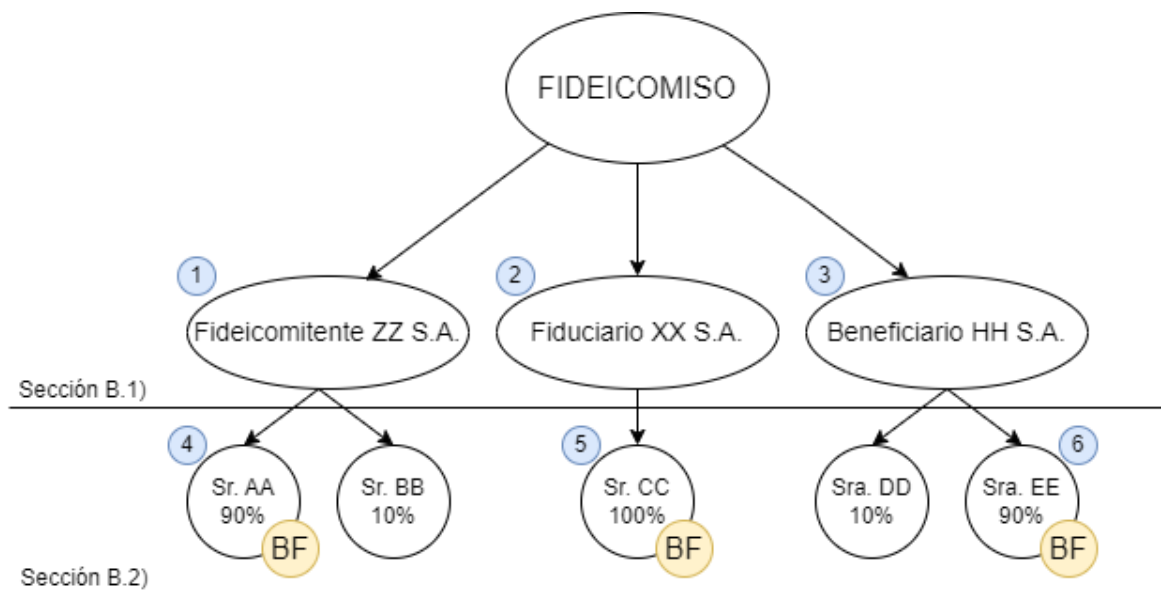 FIDEICOMISO
1
2
3
Fideicomitente ZZ S.A.
Fiduciario XX S.A.
Beneficiario HH S.A.
Sección B.1)
4
5
6
Sr. AA
90%
BF
Sr. BB
10%
Sr. CC
100%
BF
Sra. DD
10%
Sra. EE
90%
BF
Sección B.2)